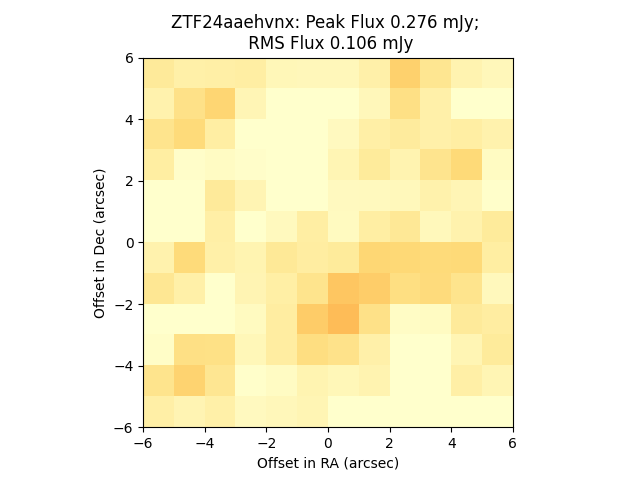 ZTF24aaehvnx: Peak Flux 0.276 mJy;
RMS Flux 0.106 mJy
6
4
2
0
−2
−4
−6
Offset in Dec (arcsec)
−6 −4 −2 0 2 4 6
Offset in RA (arcsec)